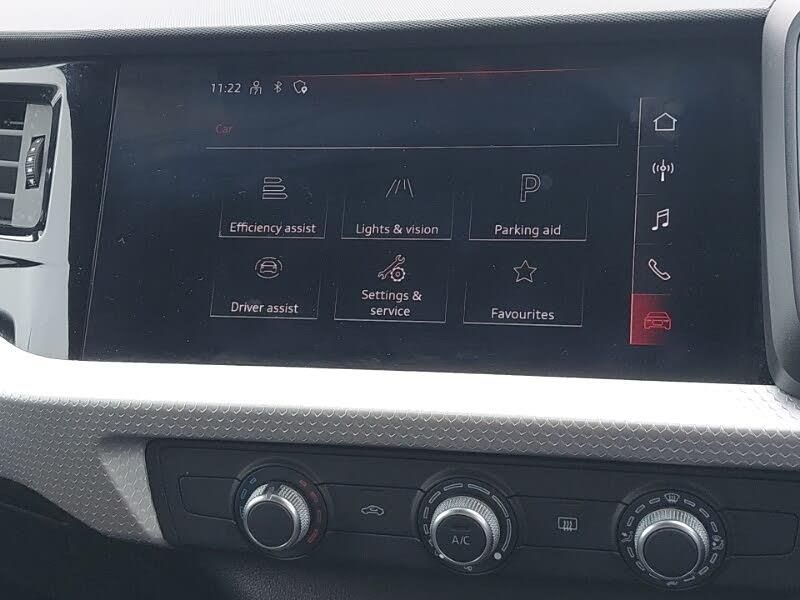 11:22
Car
Efficiency assist
Lights & vision
P
Parking aid
Driver assist
Settings &
service
Favourites
A/C